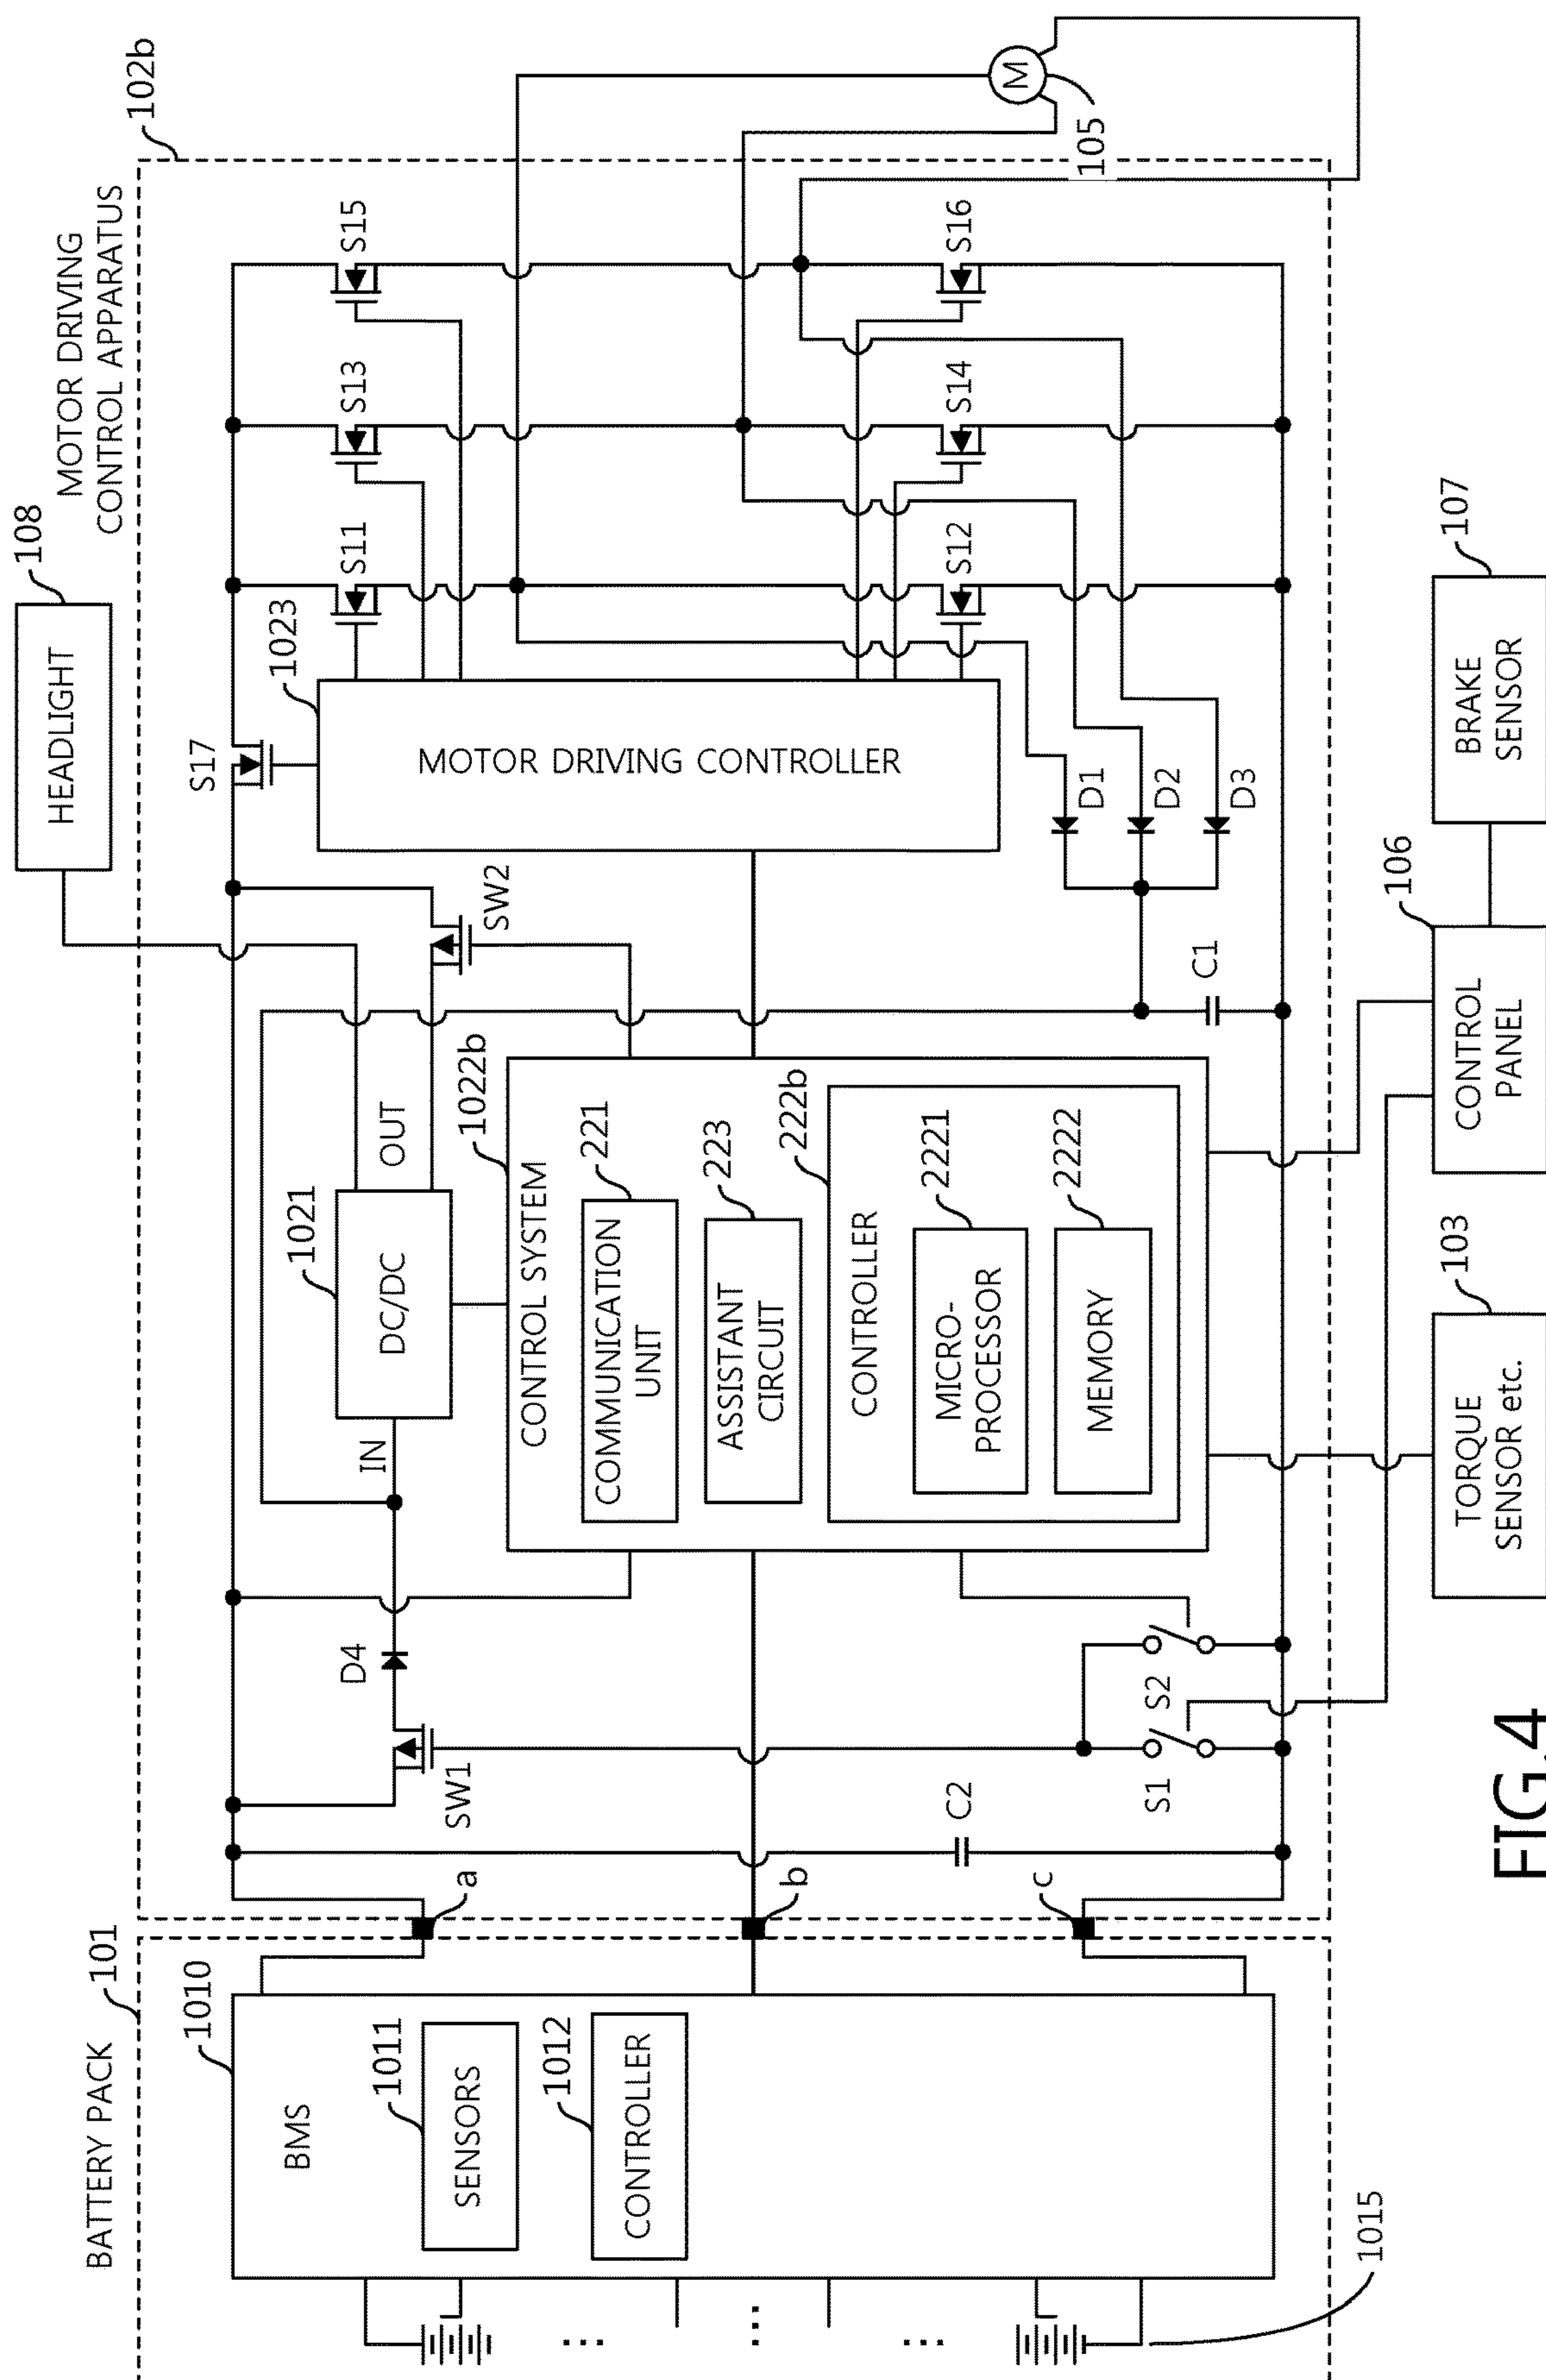 BATTERY PACK
101
1010
BMS
1011
SENSORS
1012
CONTROLLER
1015
a
b
c
MOTOR DRIVING
CONTROL APPARATUS
102b
HEADLIGHT
108
SW1
D4
IN
DC/DC
1021
OUT
SW2
S17
C2
S1
S2
CONTROL SYSTEM
1022b
COMMUNICATION
UNIT
221
ASSISTANT
CIRCUIT
223
CONTROLLER
222b
MICRO-
PROCESSOR
2221
MEMORY
2222
C1
MOTOR DRIVING CONTROLLER
1023
D1
D2
D3
S11
S13
S15
S12
S14
S16
M
105
TORQUE
SENSOR etc.
103
CONTROL
PANEL
106
BRAKE
SENSOR
107
FIG.4